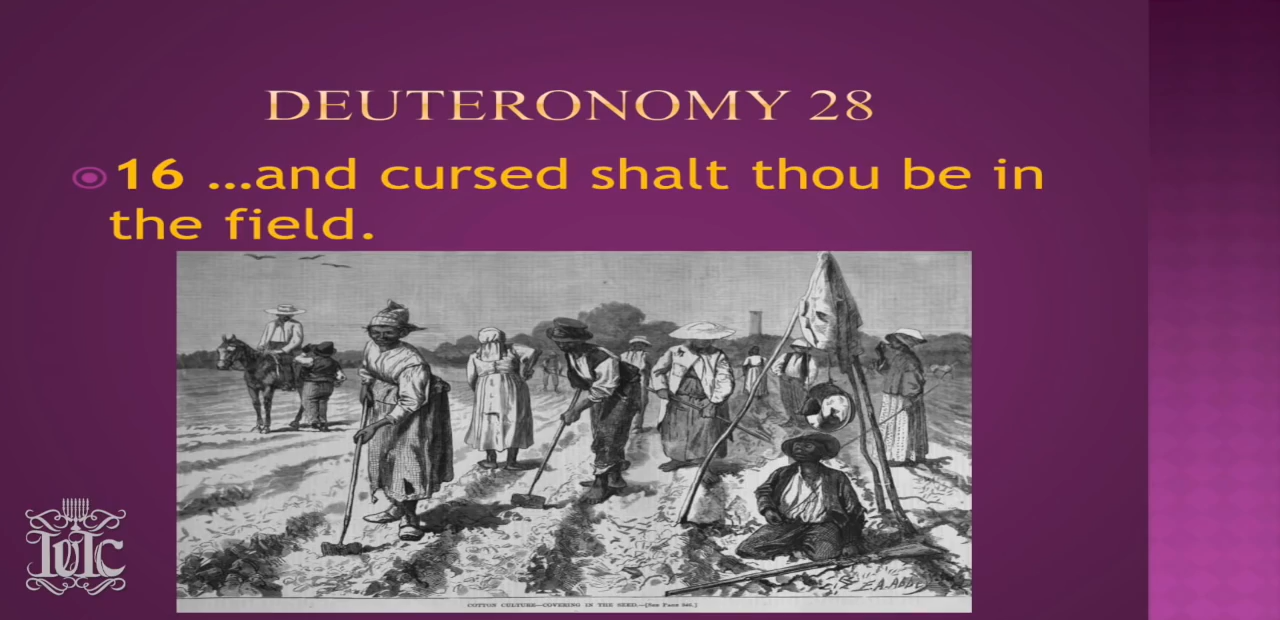 DEUTERONOMY 28
16 ...and cursed shalt thou be in
the field.
IUIC
COTTON CULTURE—COVERING IN THE SEED.—[See Page